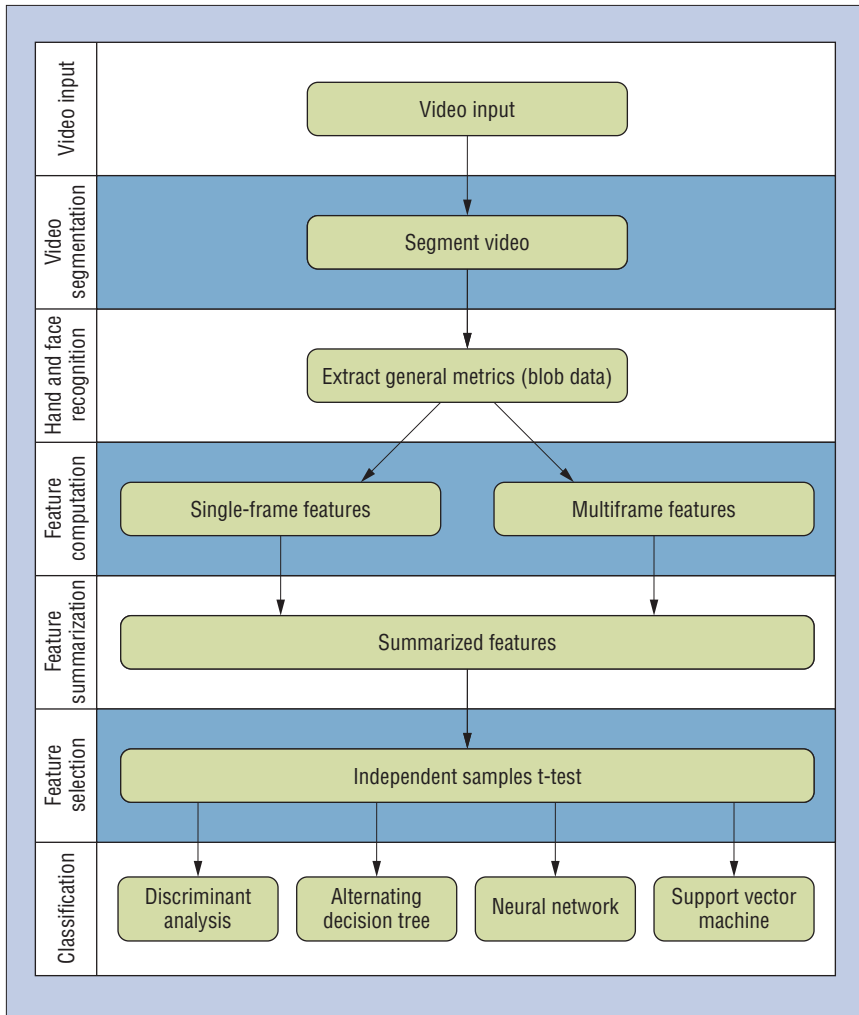 Video input
Video input
Video
segmentation
Segment video
Hand and face
recognition
Extract general metrics (blob data)
Feature
computation
Single-frame features
Multiframe features
Feature
summarization
Summarized features
Feature
selection
Independent samples t-test
Classification
Discriminant
analysis
Alternating
decision tree
Neural network
Support vector
machine